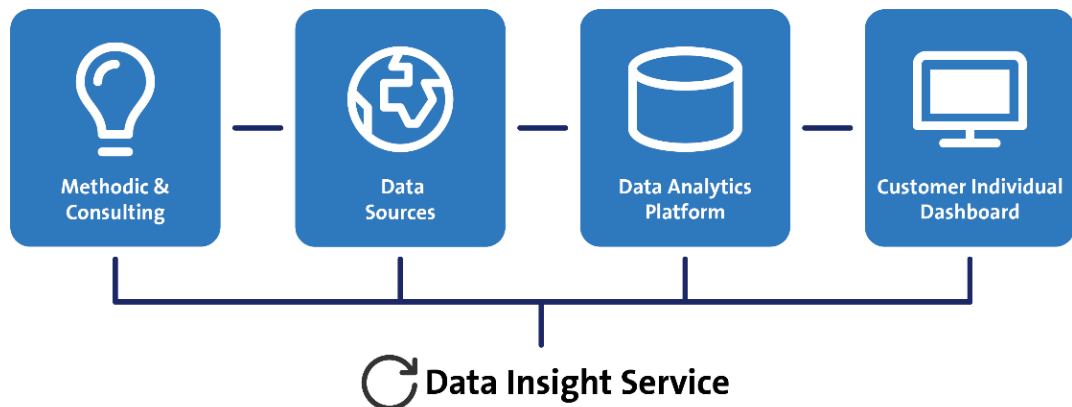 Methodic &
Consulting
Data
Sources
Data Analytics
Platform
Customer Individual
Dashboard
Data Insight Service